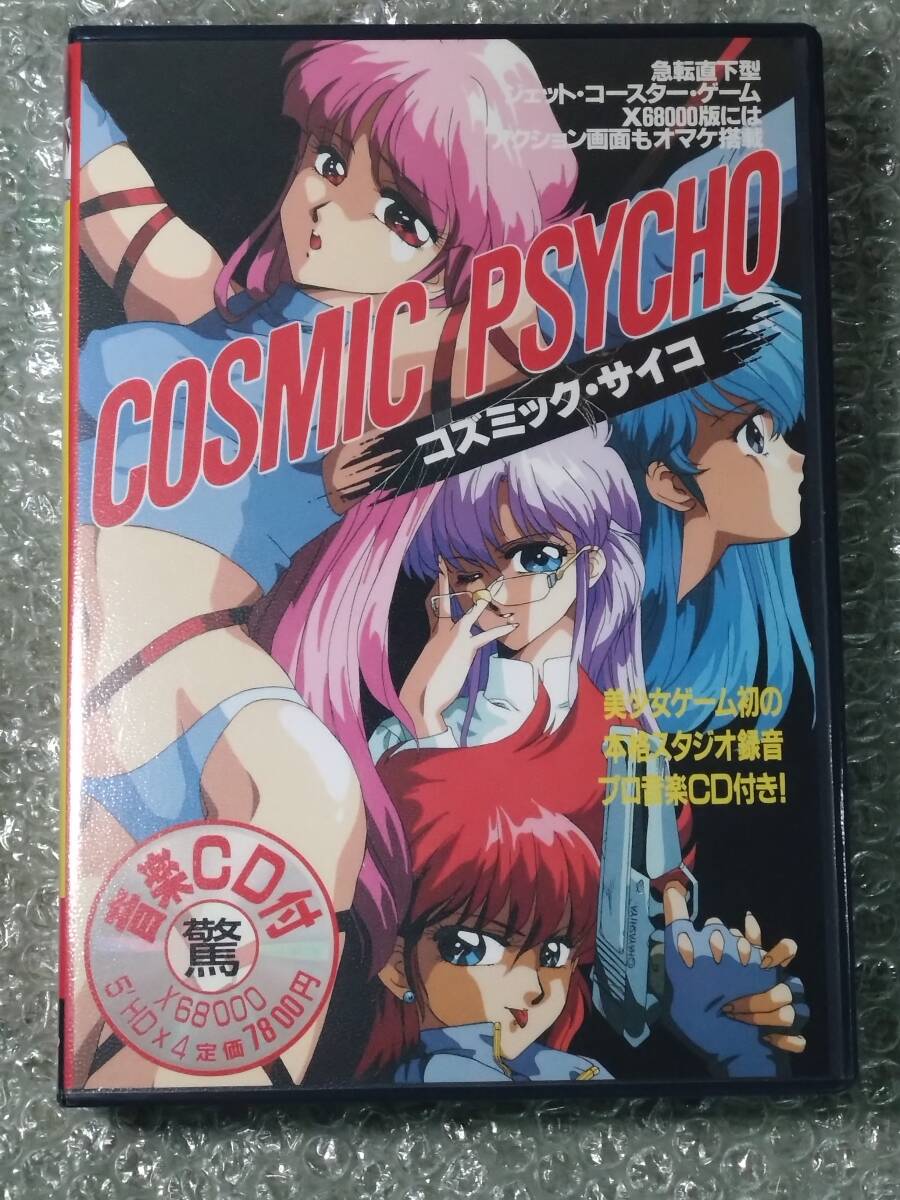 急転直下型
ジェット・コースター・ゲーム
X68000版には
アクション画面もオマケ搭載
COSMIC PSYCHO
コズミック・サイコ
美少女ゲーム初の
本格スタジオ録音
プロ音楽CD付き!
©HAYASHI.AI
音楽CD付
驚
X68000
5'HD×4 定価7800円